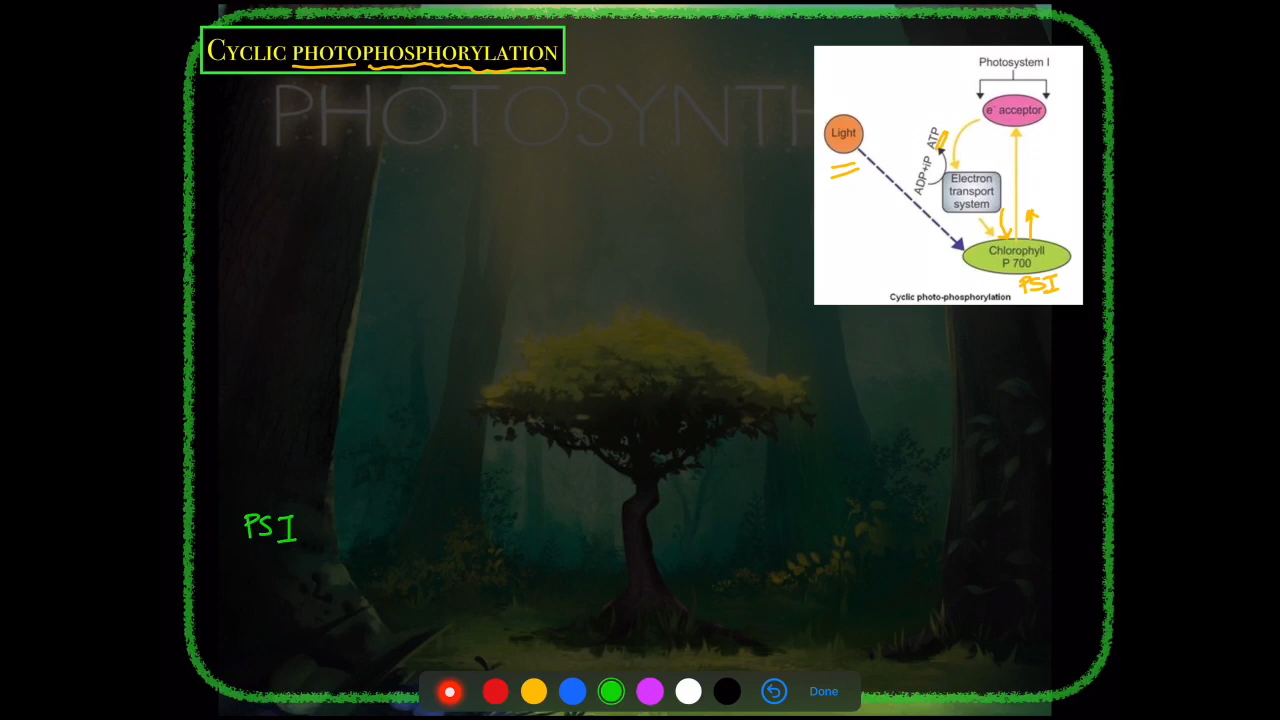 CYCLIC PHOTOPHOSPHORYLATION
PHOTOSYNTH
Photosystem I
e⁻ acceptor
Light
ATP
ADP+iP
Electron
transport
system
Chlorophyll
P 700
PSI
Cyclic photo-phosphorylation
PSI
Done